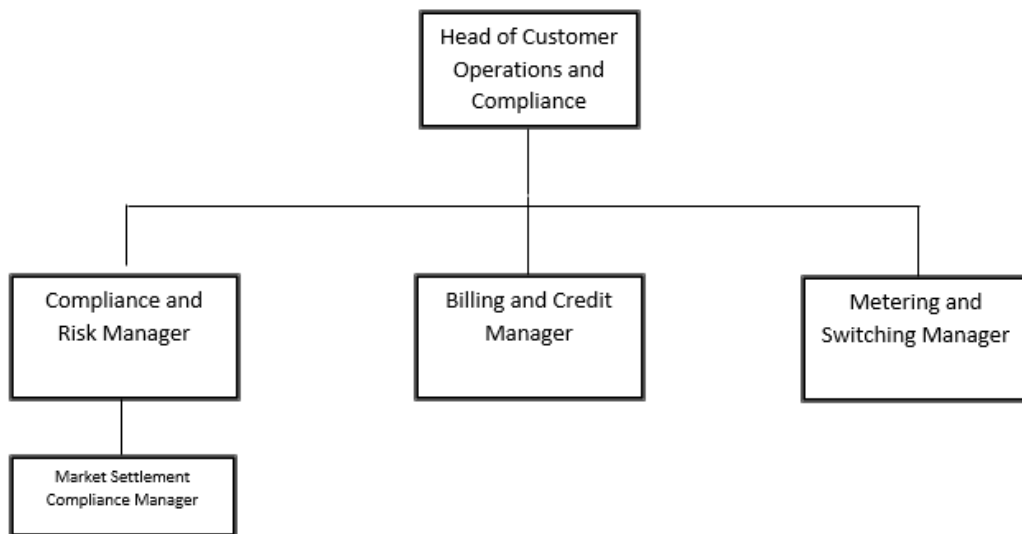 Head of Customer
Operations and
Compliance
Compliance and
Risk Manager
Billing and Credit
Manager
Metering and
Switching Manager
Market Settlement
Compliance Manager